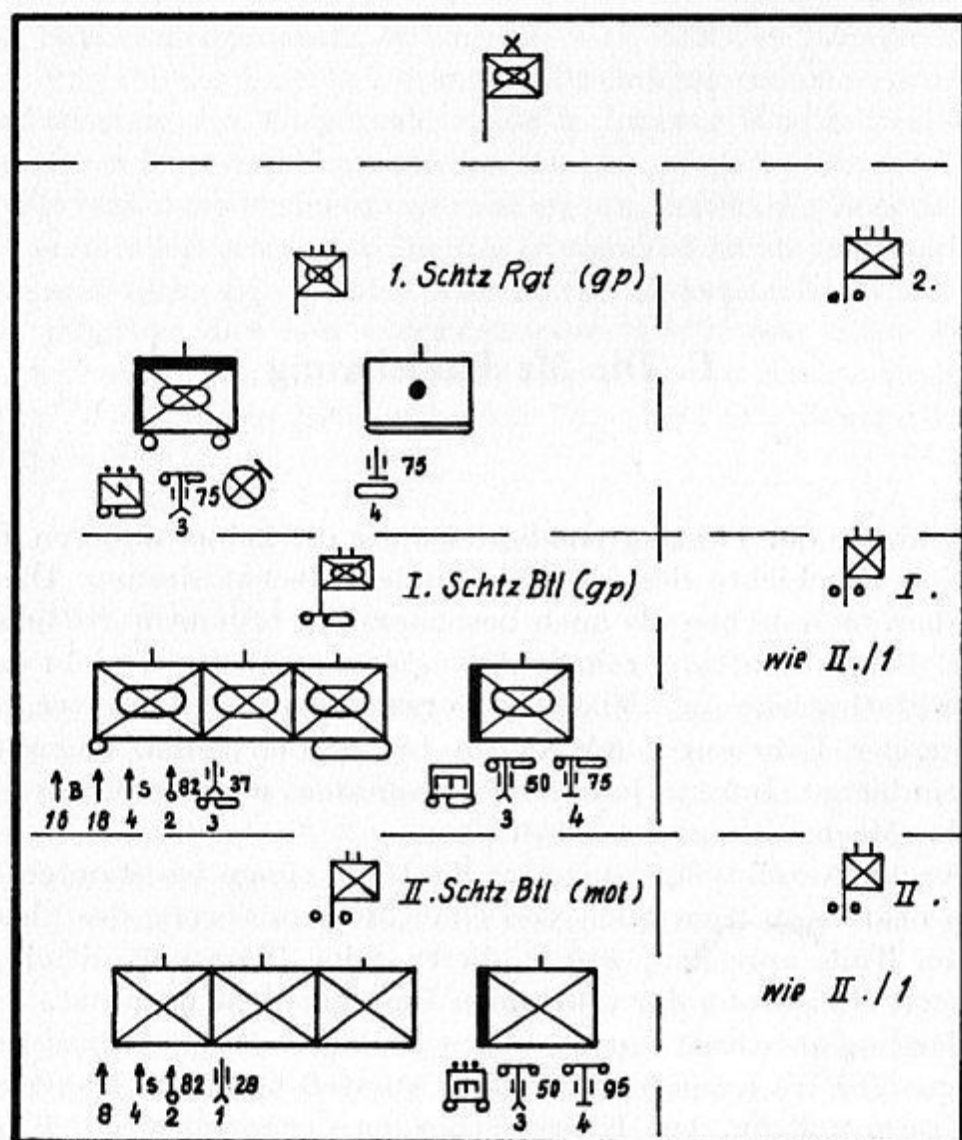 1. Schtz Rgt (gp)
2.
75
3
75
4
I. Schtz Btl (gp)
I.
wie II./1
B
S
82
37
50
75
18
18
4
2
3
3
4
II. Schtz Btl (mot)
II.
wie II./1
S
82
28
50
95
8
4
2
1
3
4